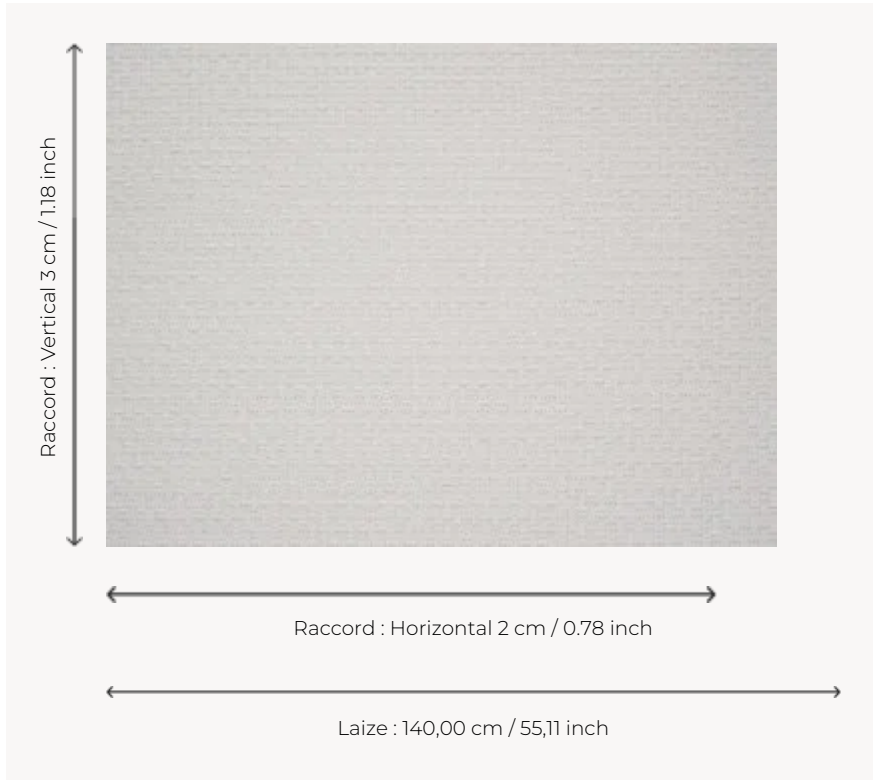 Raccord : Vertical 3 cm / 1.18 inch
Raccord : Horizontal 2 cm / 0.78 inch
Laize : 140,00 cm / 55,11 inch